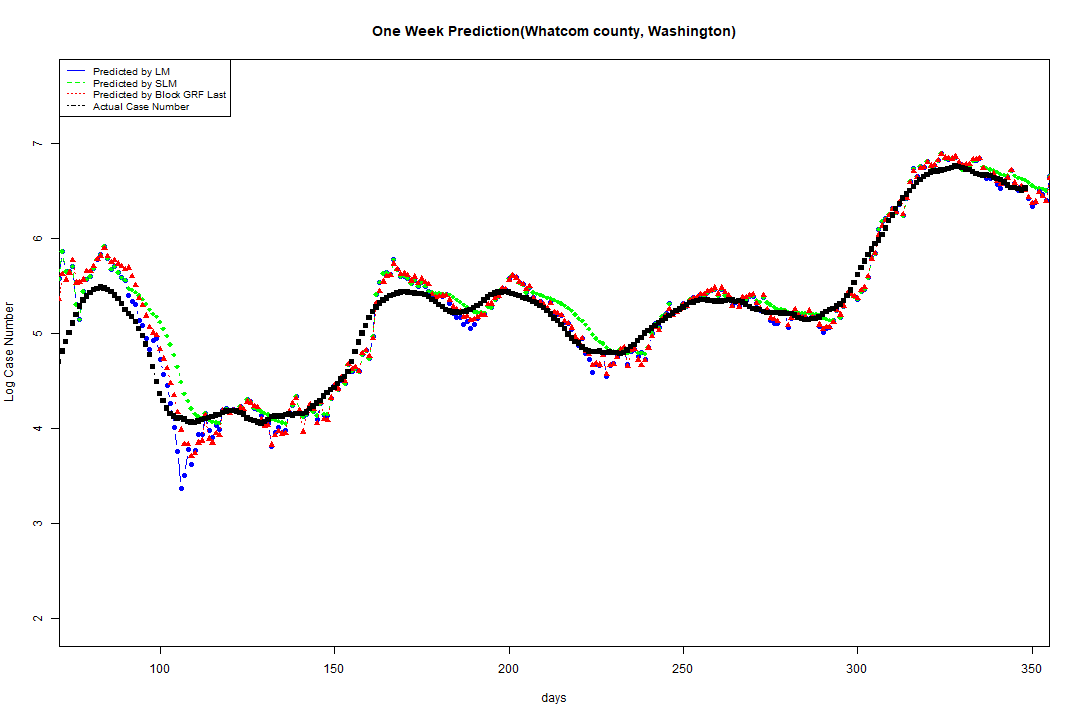 One Week Prediction(Whatcom county, Washington)
Predicted by LM
Predicted by SLM
Predicted by Block GRF Last
Actual Case Number
7
6
5
4
3
2
Log Case Number
100 150 200 250 300 350
days